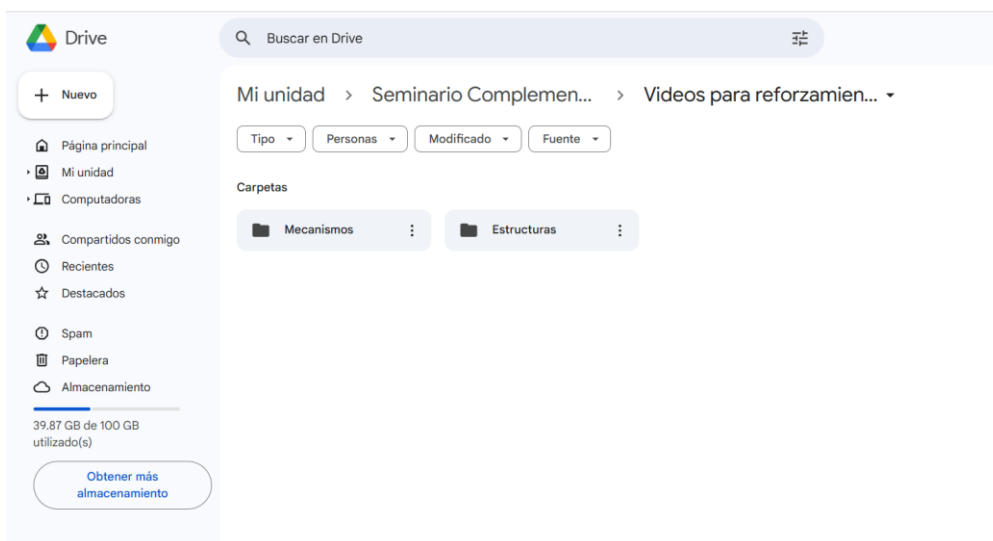 Drive
Buscar en Drive
Nuevo
Mi unidad > Seminario Complemen... > Videos para reforzamien...
Tipo Personas Modificado Fuente
Página principal
Mi unidad
Computadoras
Carpetas
Mecanismos Estructuras
Compartidos conmigo
Recientes
Destacados
Spam
Papelera
Almacenamiento
39.87 GB de 100 GB
utilizado(s)
Obtener más
almacenamiento